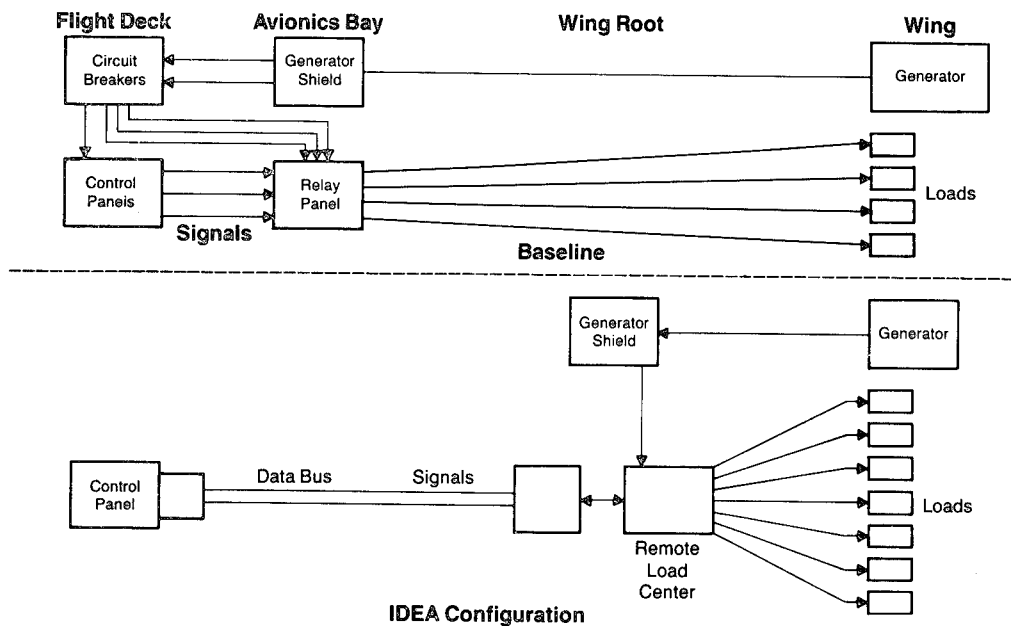 Flight Deck
Avionics Bay
Wing Root
Wing
Circuit
Breakers
Generator
Shield
Generator
Control
Paneis
Relay
Panel
Loads
Signals
Baseline
Generator
Shield
Generator
Control
Panel
Data Bus
Signals
Loads
Remote
Load
Center
IDEA Configuration